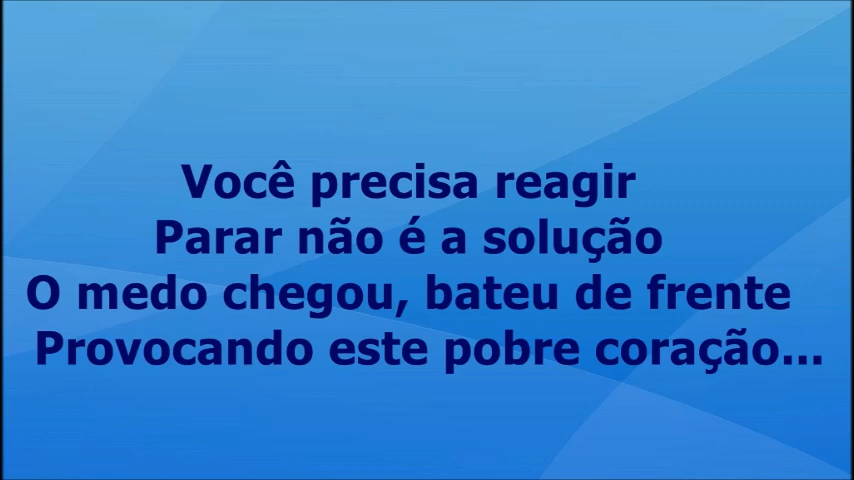 Você precisa reagir
Parar não é a solução
O medo chegou, bateu de frente
Provocando este pobre coração...